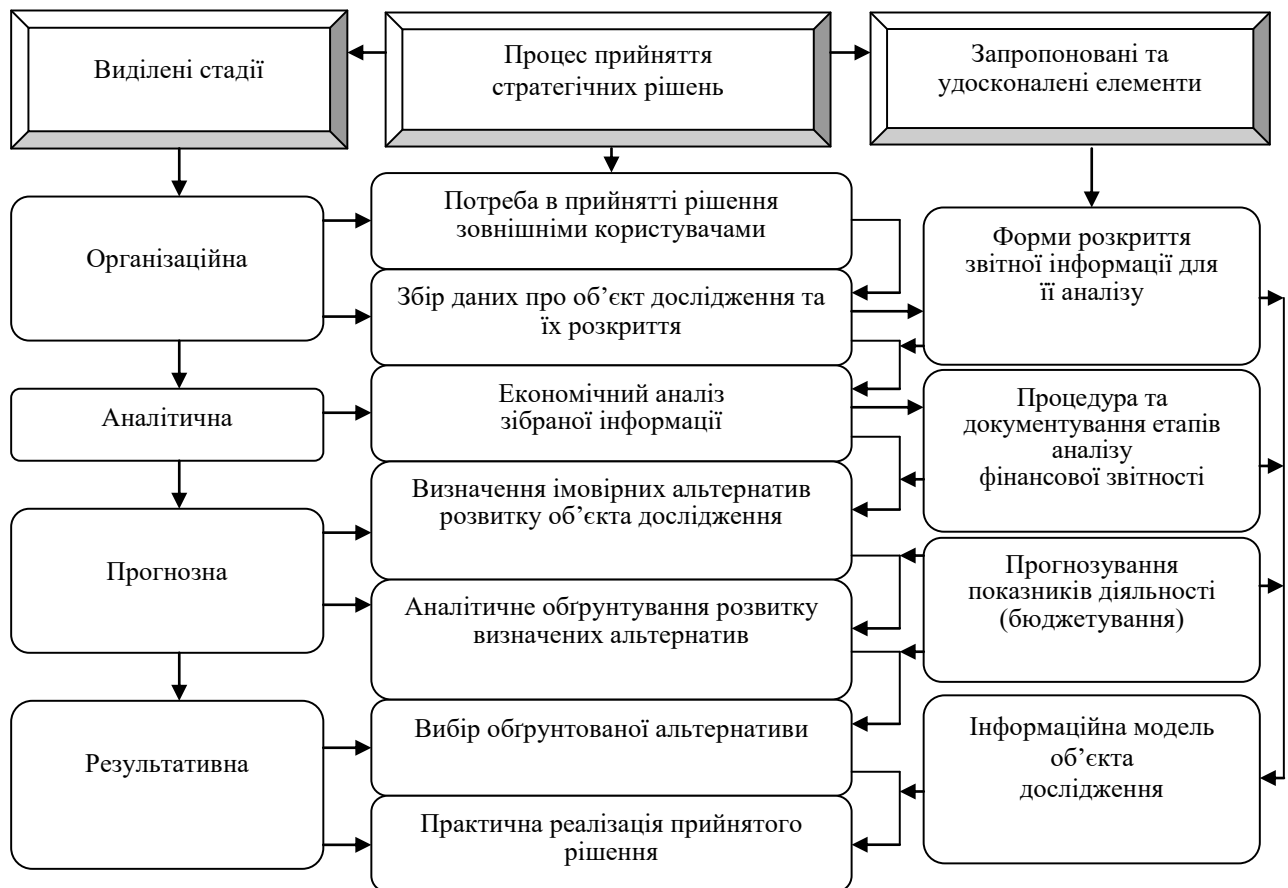 Виділені стадії
Процес прийняття
стратегічних рішень
Запропоновані та
удосконалені елементи
Організаційна
Потреба в прийнятті рішення
зовнішніми користувачами
Збір даних про об’єкт дослідження та
їх розкриття
Форми розкриття
звітної інформації для
її аналізу
Аналітична
Економічний аналіз
зібраної інформації
Процедура та
документування етапів
аналізу
фінансової звітності
Прогнозна
Визначення імовірних альтернатив
розвитку об’єкта дослідження
Аналітичне обґрунтування розвитку
визначених альтернатив
Прогнозування
показників діяльності
(бюджетування)
Результативна
Вибір обґрунтованої альтернативи
Практична реалізація прийнятого
рішення
Інформаційна модель
об’єкта
дослідження